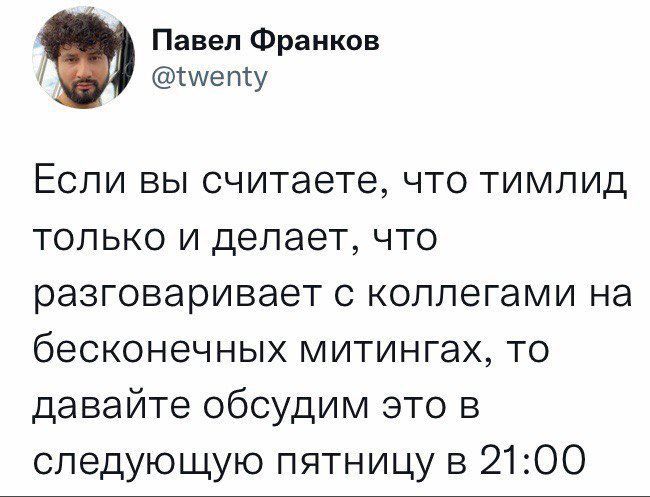 Павел Франков
@twenty
Если вы считаете, что тимлид
только и делает, что
разговаривает с коллегами на
бесконечных митингах, то
давайте обсудим это в
следующую пятницу в 21:00